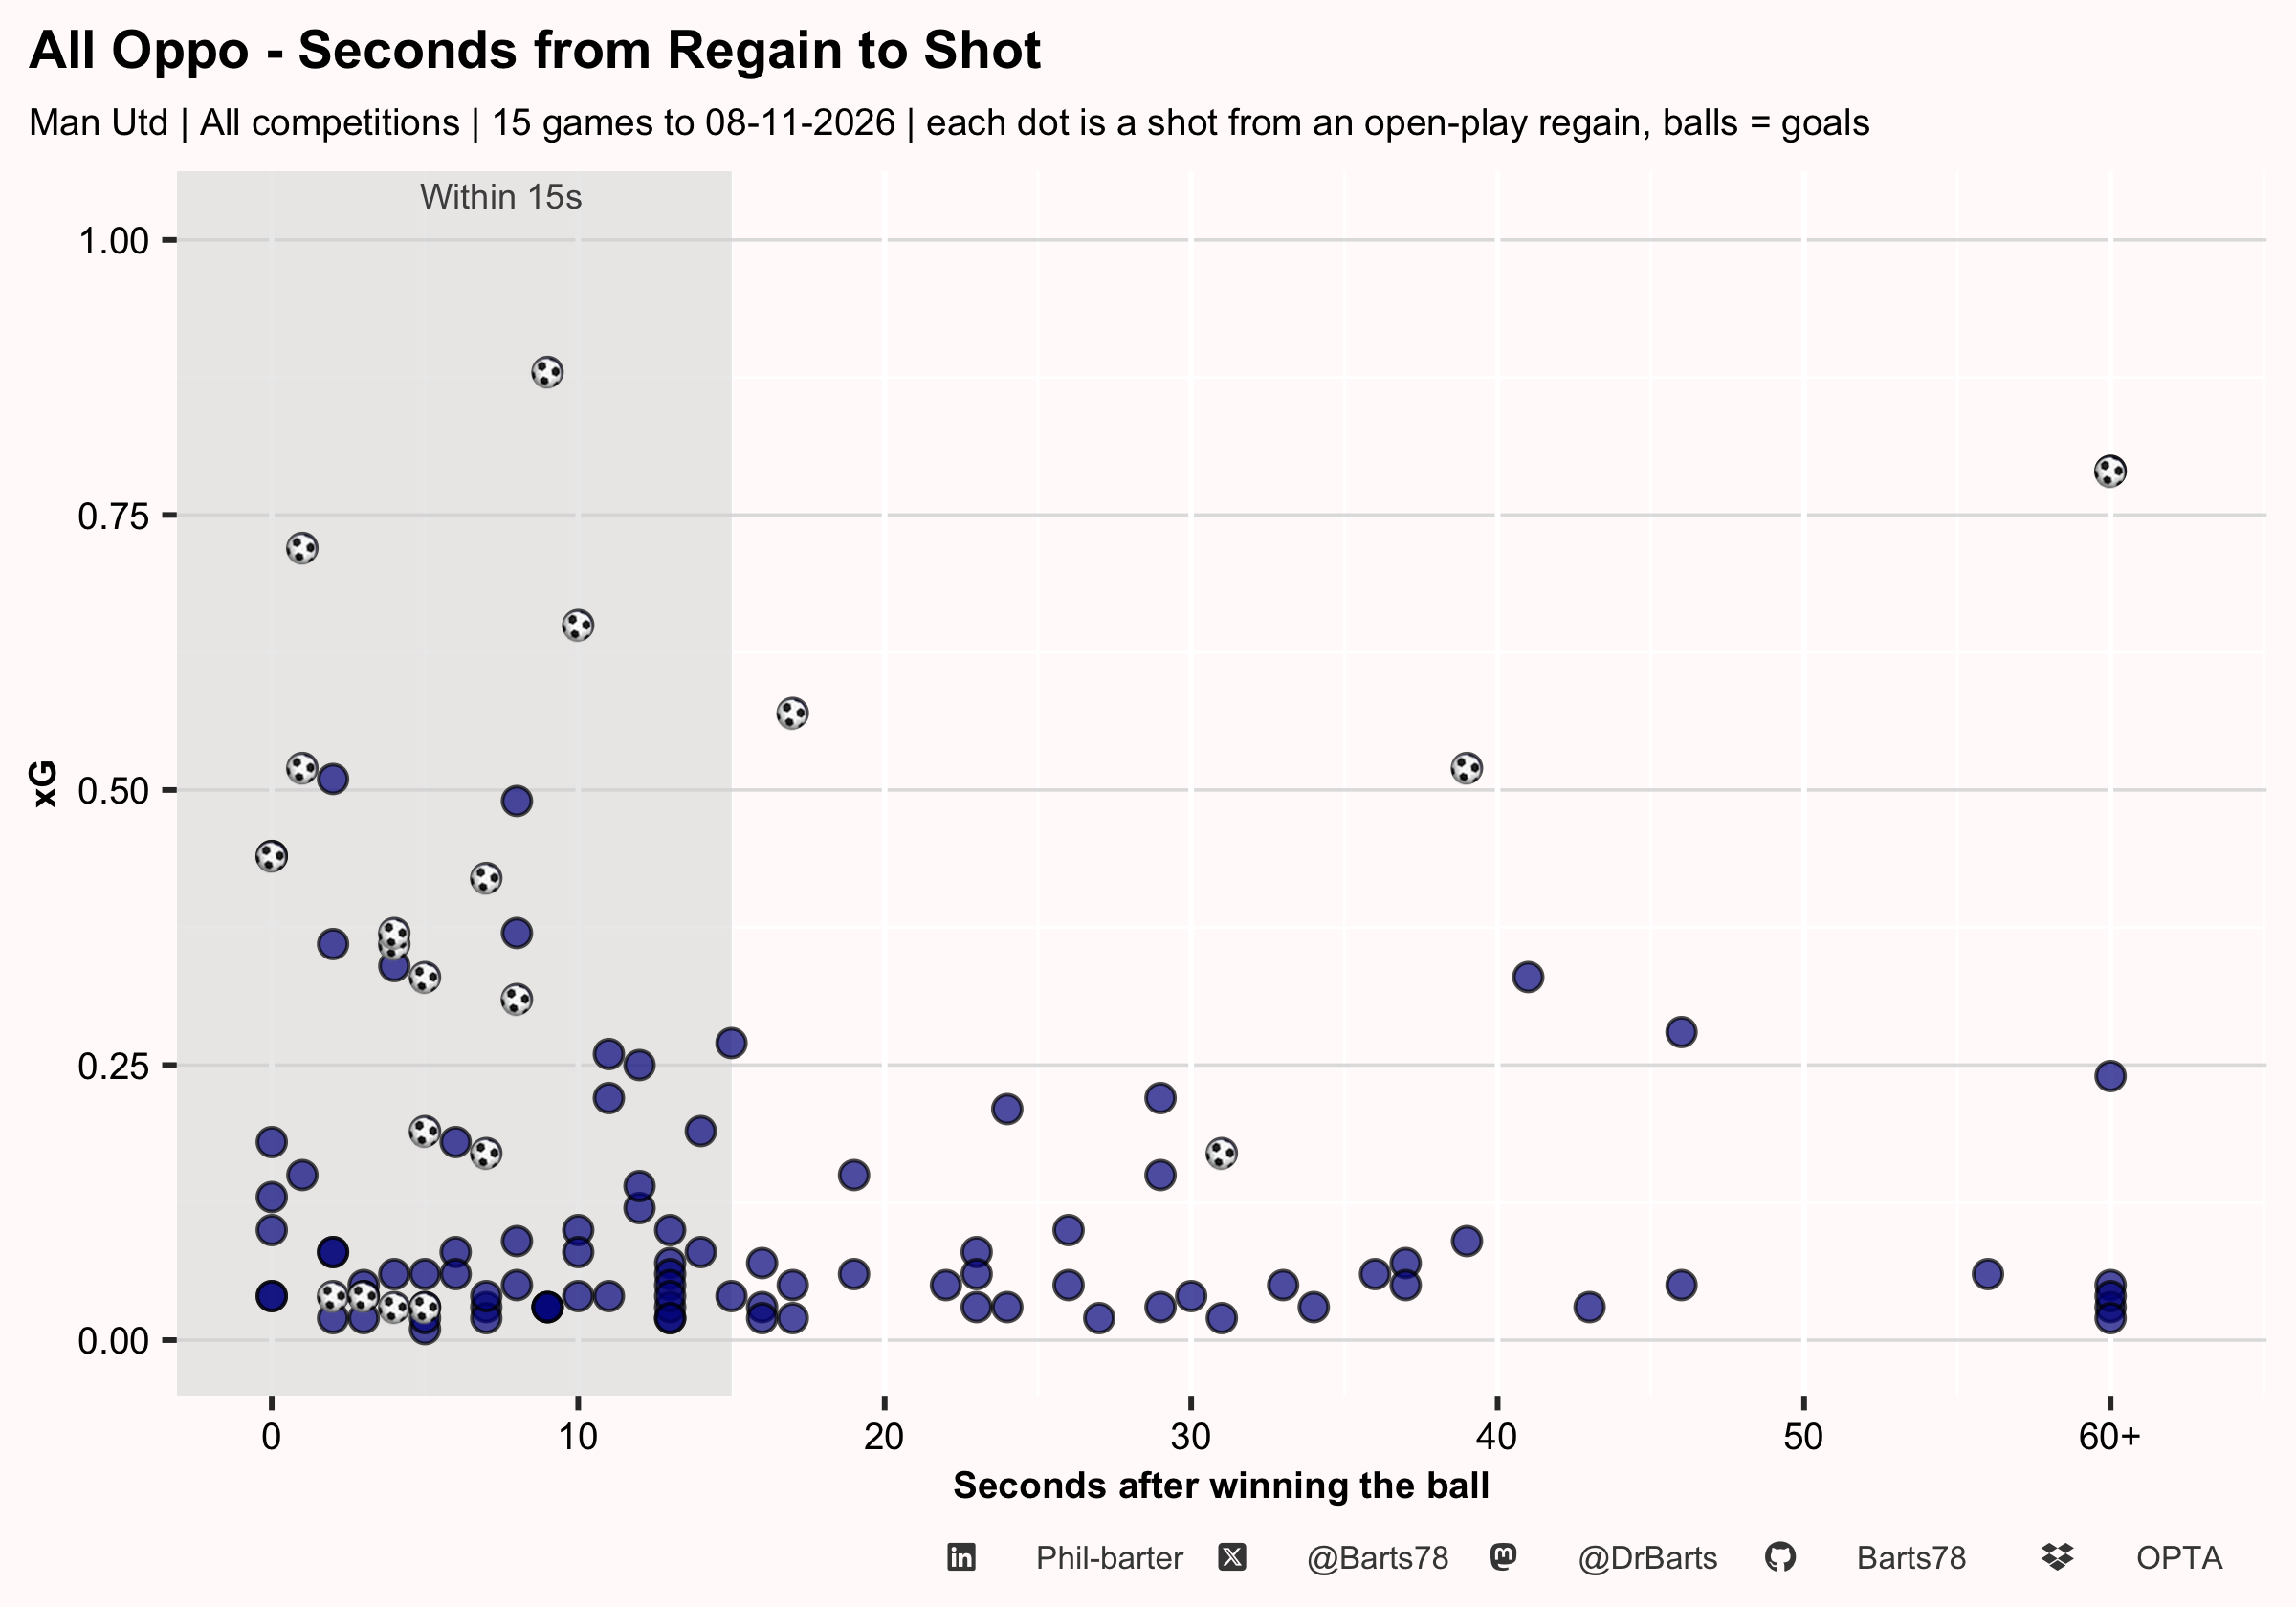 All Oppo - Seconds from Regain to Shot
Man Utd | All competitions | 15 games to 08-11-2026 | each dot is a shot from an open-play regain, balls = goals
Within 15s
1.00
0.75
0.50
0.25
0.00
xG
0 10 20 30 40 50 60+
Seconds after winning the ball
Phil-barter @Barts78 @DrBarts Barts78 OPTA